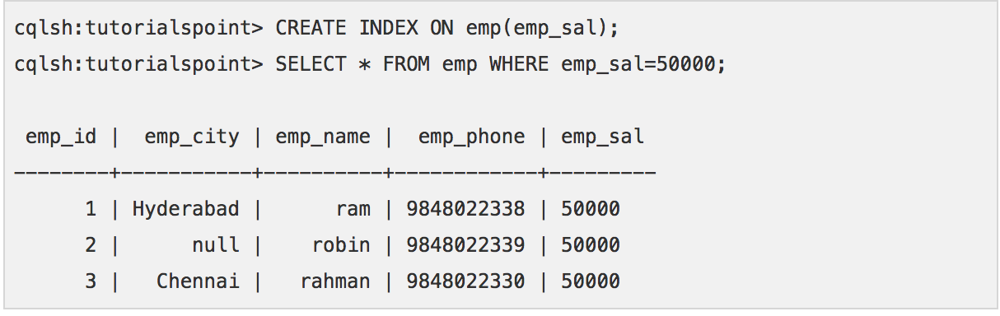 cqlsh:tutorialspoint> CREATE INDEX ON emp(emp_sal);
cqlsh:tutorialspoint> SELECT * FROM emp WHERE emp_sal=50000;
 emp_id |  emp_city | emp_name |  emp_phone | emp_sal
--------+-----------+----------+------------+---------
      1 | Hyderabad |      ram | 9848022338 | 50000
      2 |      null |    robin | 9848022339 | 50000
      3 |   Chennai |   rahman | 9848022330 | 50000